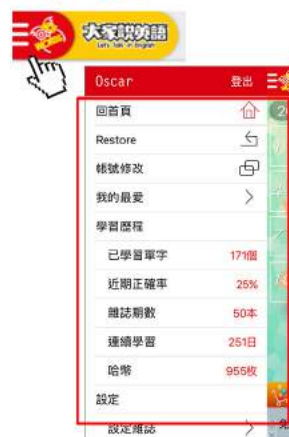 大家說英語
Let's Talk in English
Oscar 登出
回首頁
Restore
帳號修改
我的最愛
學習歷程
已學習單字 171個
近期正確率 25%
雜誌期數 50本
連續學習 251日
哈幣 955枚
設定
設定雜誌